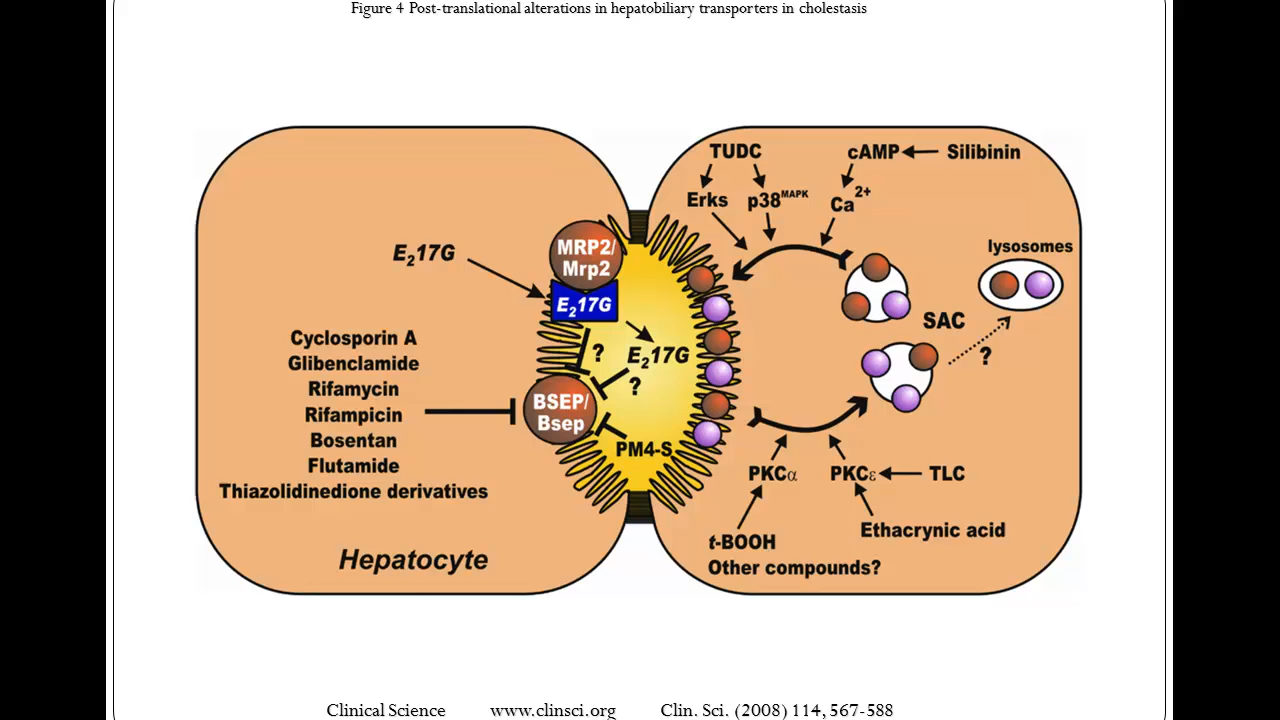 Figure 4 Post-translational alterations in hepatobiliary transporters in cholestasis
TUDC
cAMP
Silibinin
Erks
p38MAPK
Ca2+
MRP2/
Mrp2
E217G
E217G
lysosomes
SAC
Cyclosporin A
Glibenclamide
Rifamycin
Rifampicin
Bosentan
Flutamide
Thiazolidinedione derivatives
?
E217G
?
?
BSEP/
Bsep
PM4-S
PKCα
PKCε
TLC
t-BOOH
Other compounds?
Ethacrynic acid
Hepatocyte
Clinical Science www.clinsci.org Clin. Sci. (2008) 114, 567-588